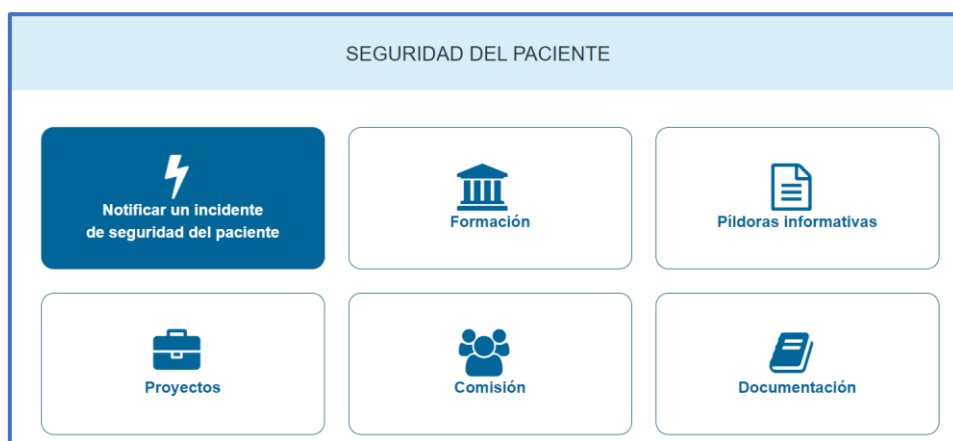 SEGURIDAD DEL PACIENTE
Notificar un incidente
de seguridad del paciente
Formación
Píldoras informativas
Proyectos
Comisión
Documentación